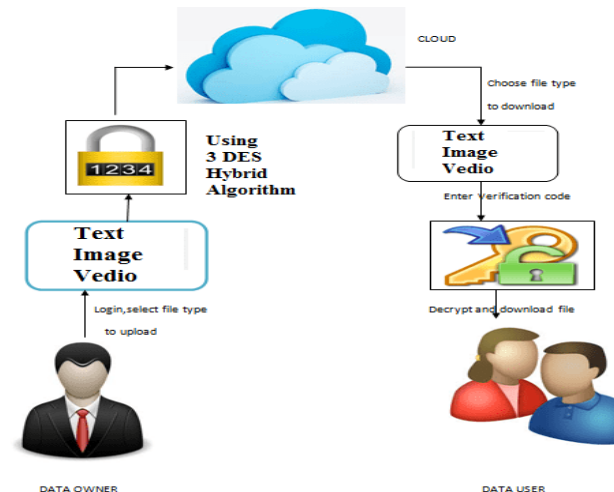 CLOUD
Choose file type
to download
Text
Image
Vedio
Enter Verification code
Decrypt and download file
DATA USER
1234
Using
3 DES
Hybrid
Algorithm
Text
Image
Vedio
Login,select file type
to upload
DATA OWNER